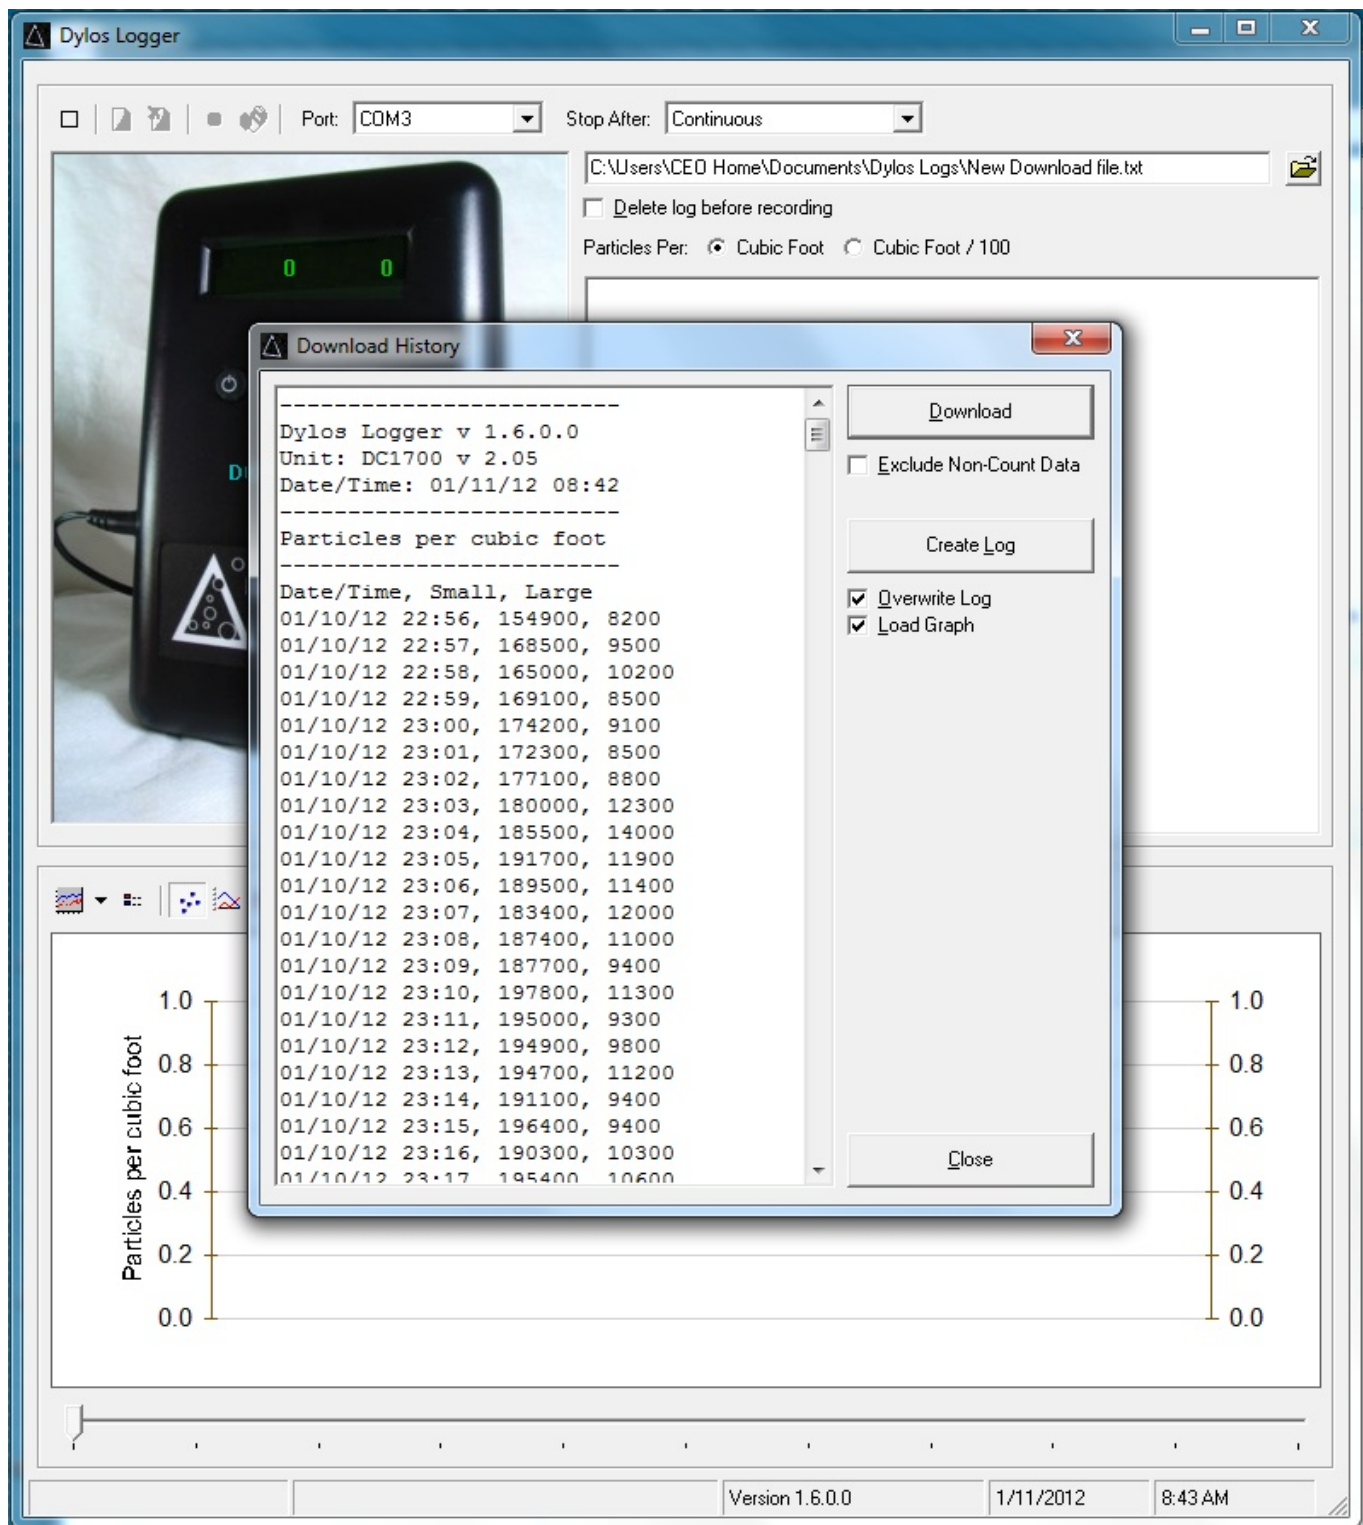 Dylos Logger
Port: COM3 Stop After: Continuous
C:\Users\CEO Home\Documents\Dylos Logs\New Download file.txt
Delete log before recording
Particles Per: Cubic Foot Cubic Foot / 100
0 0
Download History
-------------------------
Dylos Logger v 1.6.0.0
Unit: DC1700 v 2.05
Date/Time: 01/11/12 08:42
-------------------------
Particles per cubic foot
-------------------------
Date/Time, Small, Large
01/10/12 22:56, 154900, 8200
01/10/12 22:57, 168500, 9500
01/10/12 22:58, 165000, 10200
01/10/12 22:59, 169100, 8500
01/10/12 23:00, 174200, 9100
01/10/12 23:01, 172300, 8500
01/10/12 23:02, 177100, 8800
01/10/12 23:03, 180000, 12300
01/10/12 23:04, 185500, 14000
01/10/12 23:05, 191700, 11900
01/10/12 23:06, 189500, 11400
01/10/12 23:07, 183400, 12000
01/10/12 23:08, 187400, 11000
01/10/12 23:09, 187700, 9400
01/10/12 23:10, 197800, 11300
01/10/12 23:11, 195000, 9300
01/10/12 23:12, 194900, 9800
01/10/12 23:13, 194700, 11200
01/10/12 23:14, 191100, 9400
01/10/12 23:15, 196400, 9400
01/10/12 23:16, 190300, 10300
01/10/12 23:17, 195400, 10600
Download
Exclude Non-Count Data
Create Log
Overwrite Log
Load Graph
Close
Particles per cubic foot
1.0 1.0
0.8 0.8
0.6 0.6
0.4 0.4
0.2 0.2
0.0 0.0
Version 1.6.0.0 1/11/2012 8:43 AM